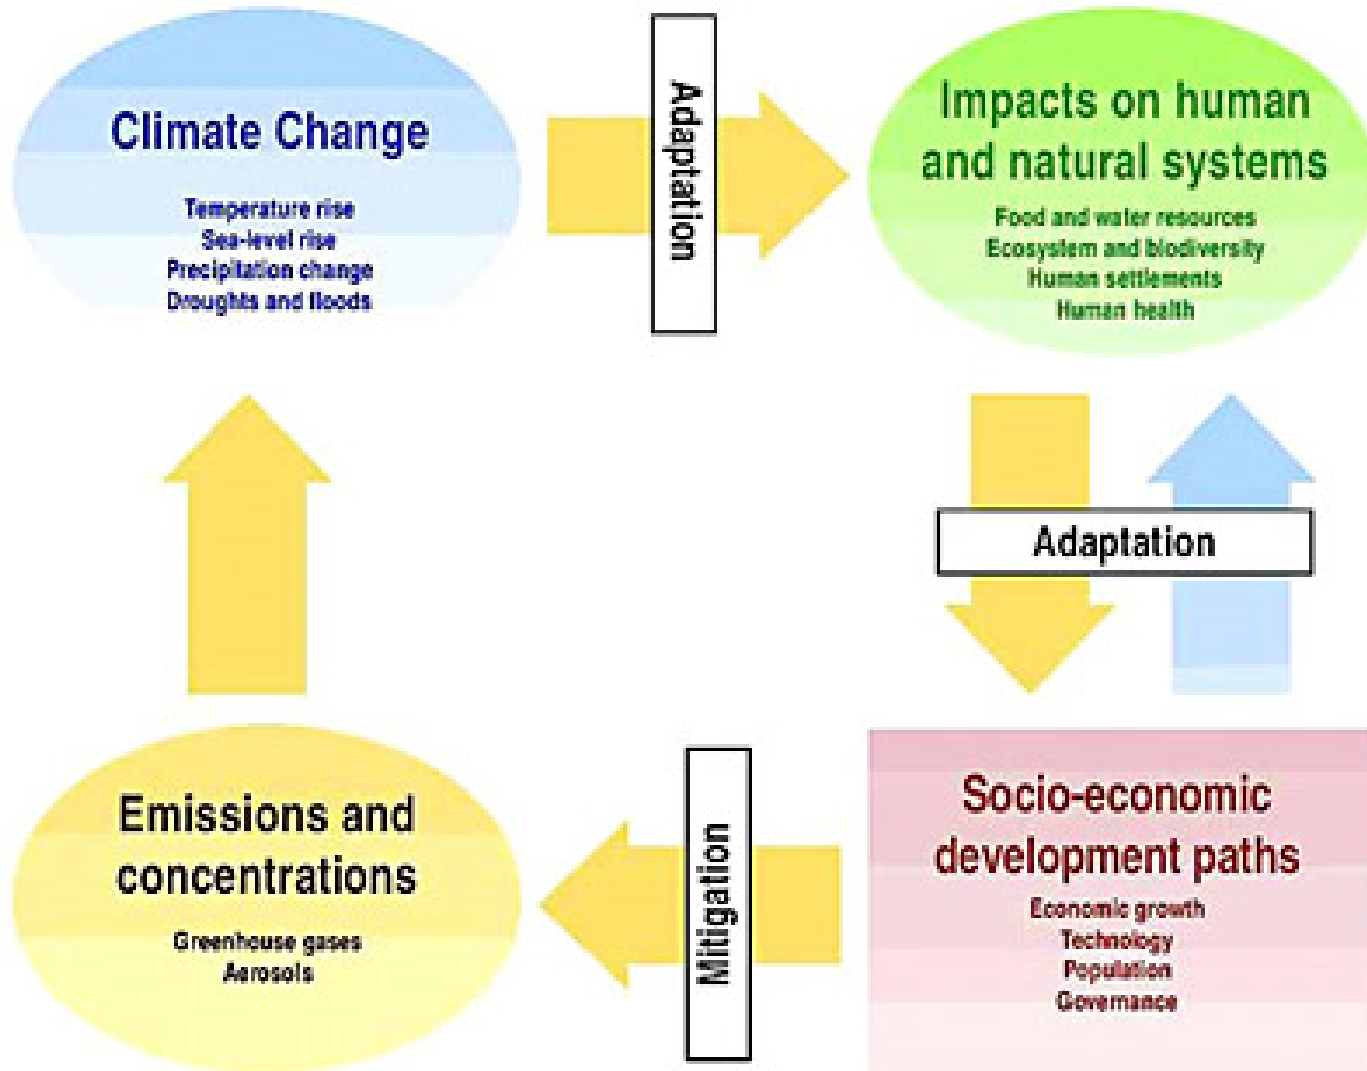 Climate Change
Temperature rise
Sea-level rise
Precipitation change
Droughts and floods
Adaptation
Impacts on human
and natural systems
Food and water resources
Ecosystem and biodiversity
Human settlements
Human health
Adaptation
Emissions and
concentrations
Greenhouse gases
Aerosols
Mitigation
Socio-economic
development paths
Economic growth
Technology
Population
Governance